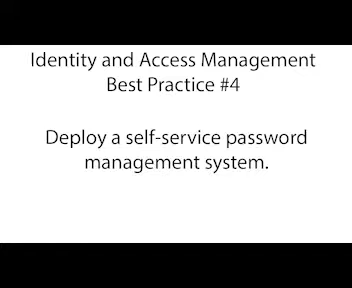 Identity and Access Management
Best Practice #4
Deploy a self-service password
management system.